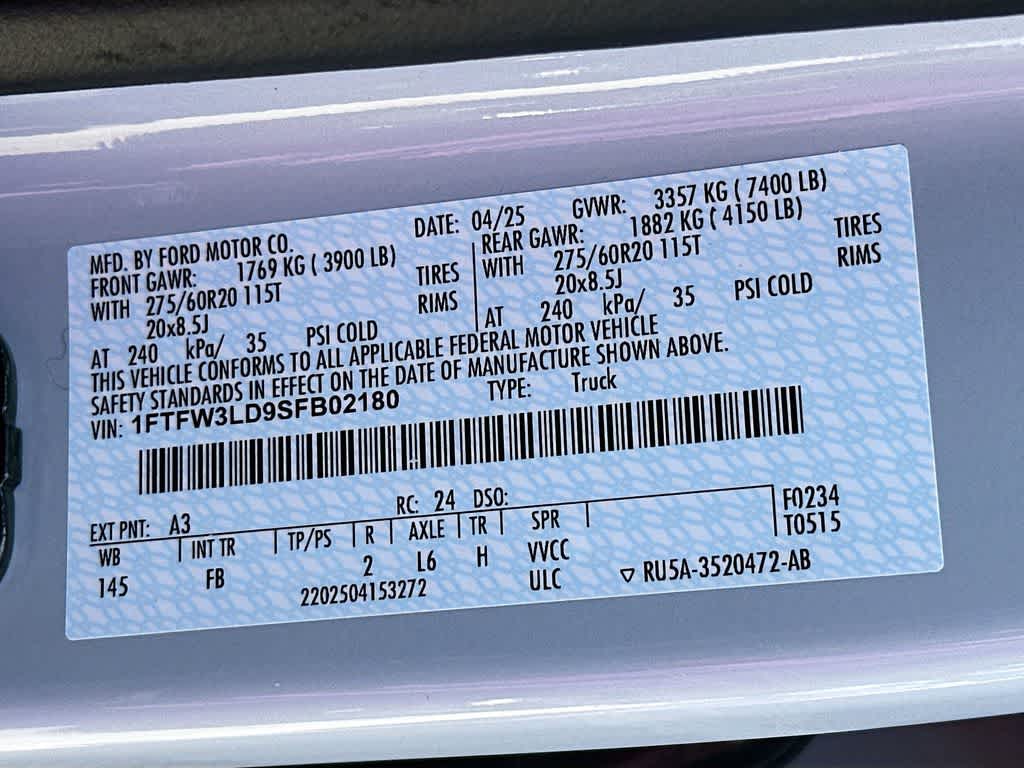 MFD. BY FORD MOTOR CO. DATE: 04/25 GVWR: 3357 KG ( 7400 LB)
FRONT GAWR: 1769 KG ( 3900 LB) REAR GAWR: 1882 KG ( 4150 LB)
WITH 275/60R20 115T TIRES WITH 275/60R20 115T TIRES
20x8.5J RIMS 20x8.5J RIMS
AT 240 kPa/ 35 PSI COLD AT 240 kPa/ 35 PSI COLD
THIS VEHICLE CONFORMS TO ALL APPLICABLE FEDERAL MOTOR VEHICLE
SAFETY STANDARDS IN EFFECT ON THE DATE OF MANUFACTURE SHOWN ABOVE.
VIN: 1FTFW3LD9SFB02180 TYPE: Truck
EXT PNT: A3 RC: 24 DSO: F0234
WB INT TR TP/PS R AXLE TR SPR T0515
145 FB 2 L6 H VVCC
2202504153272 ULC ▽ RU5A-3520472-AB